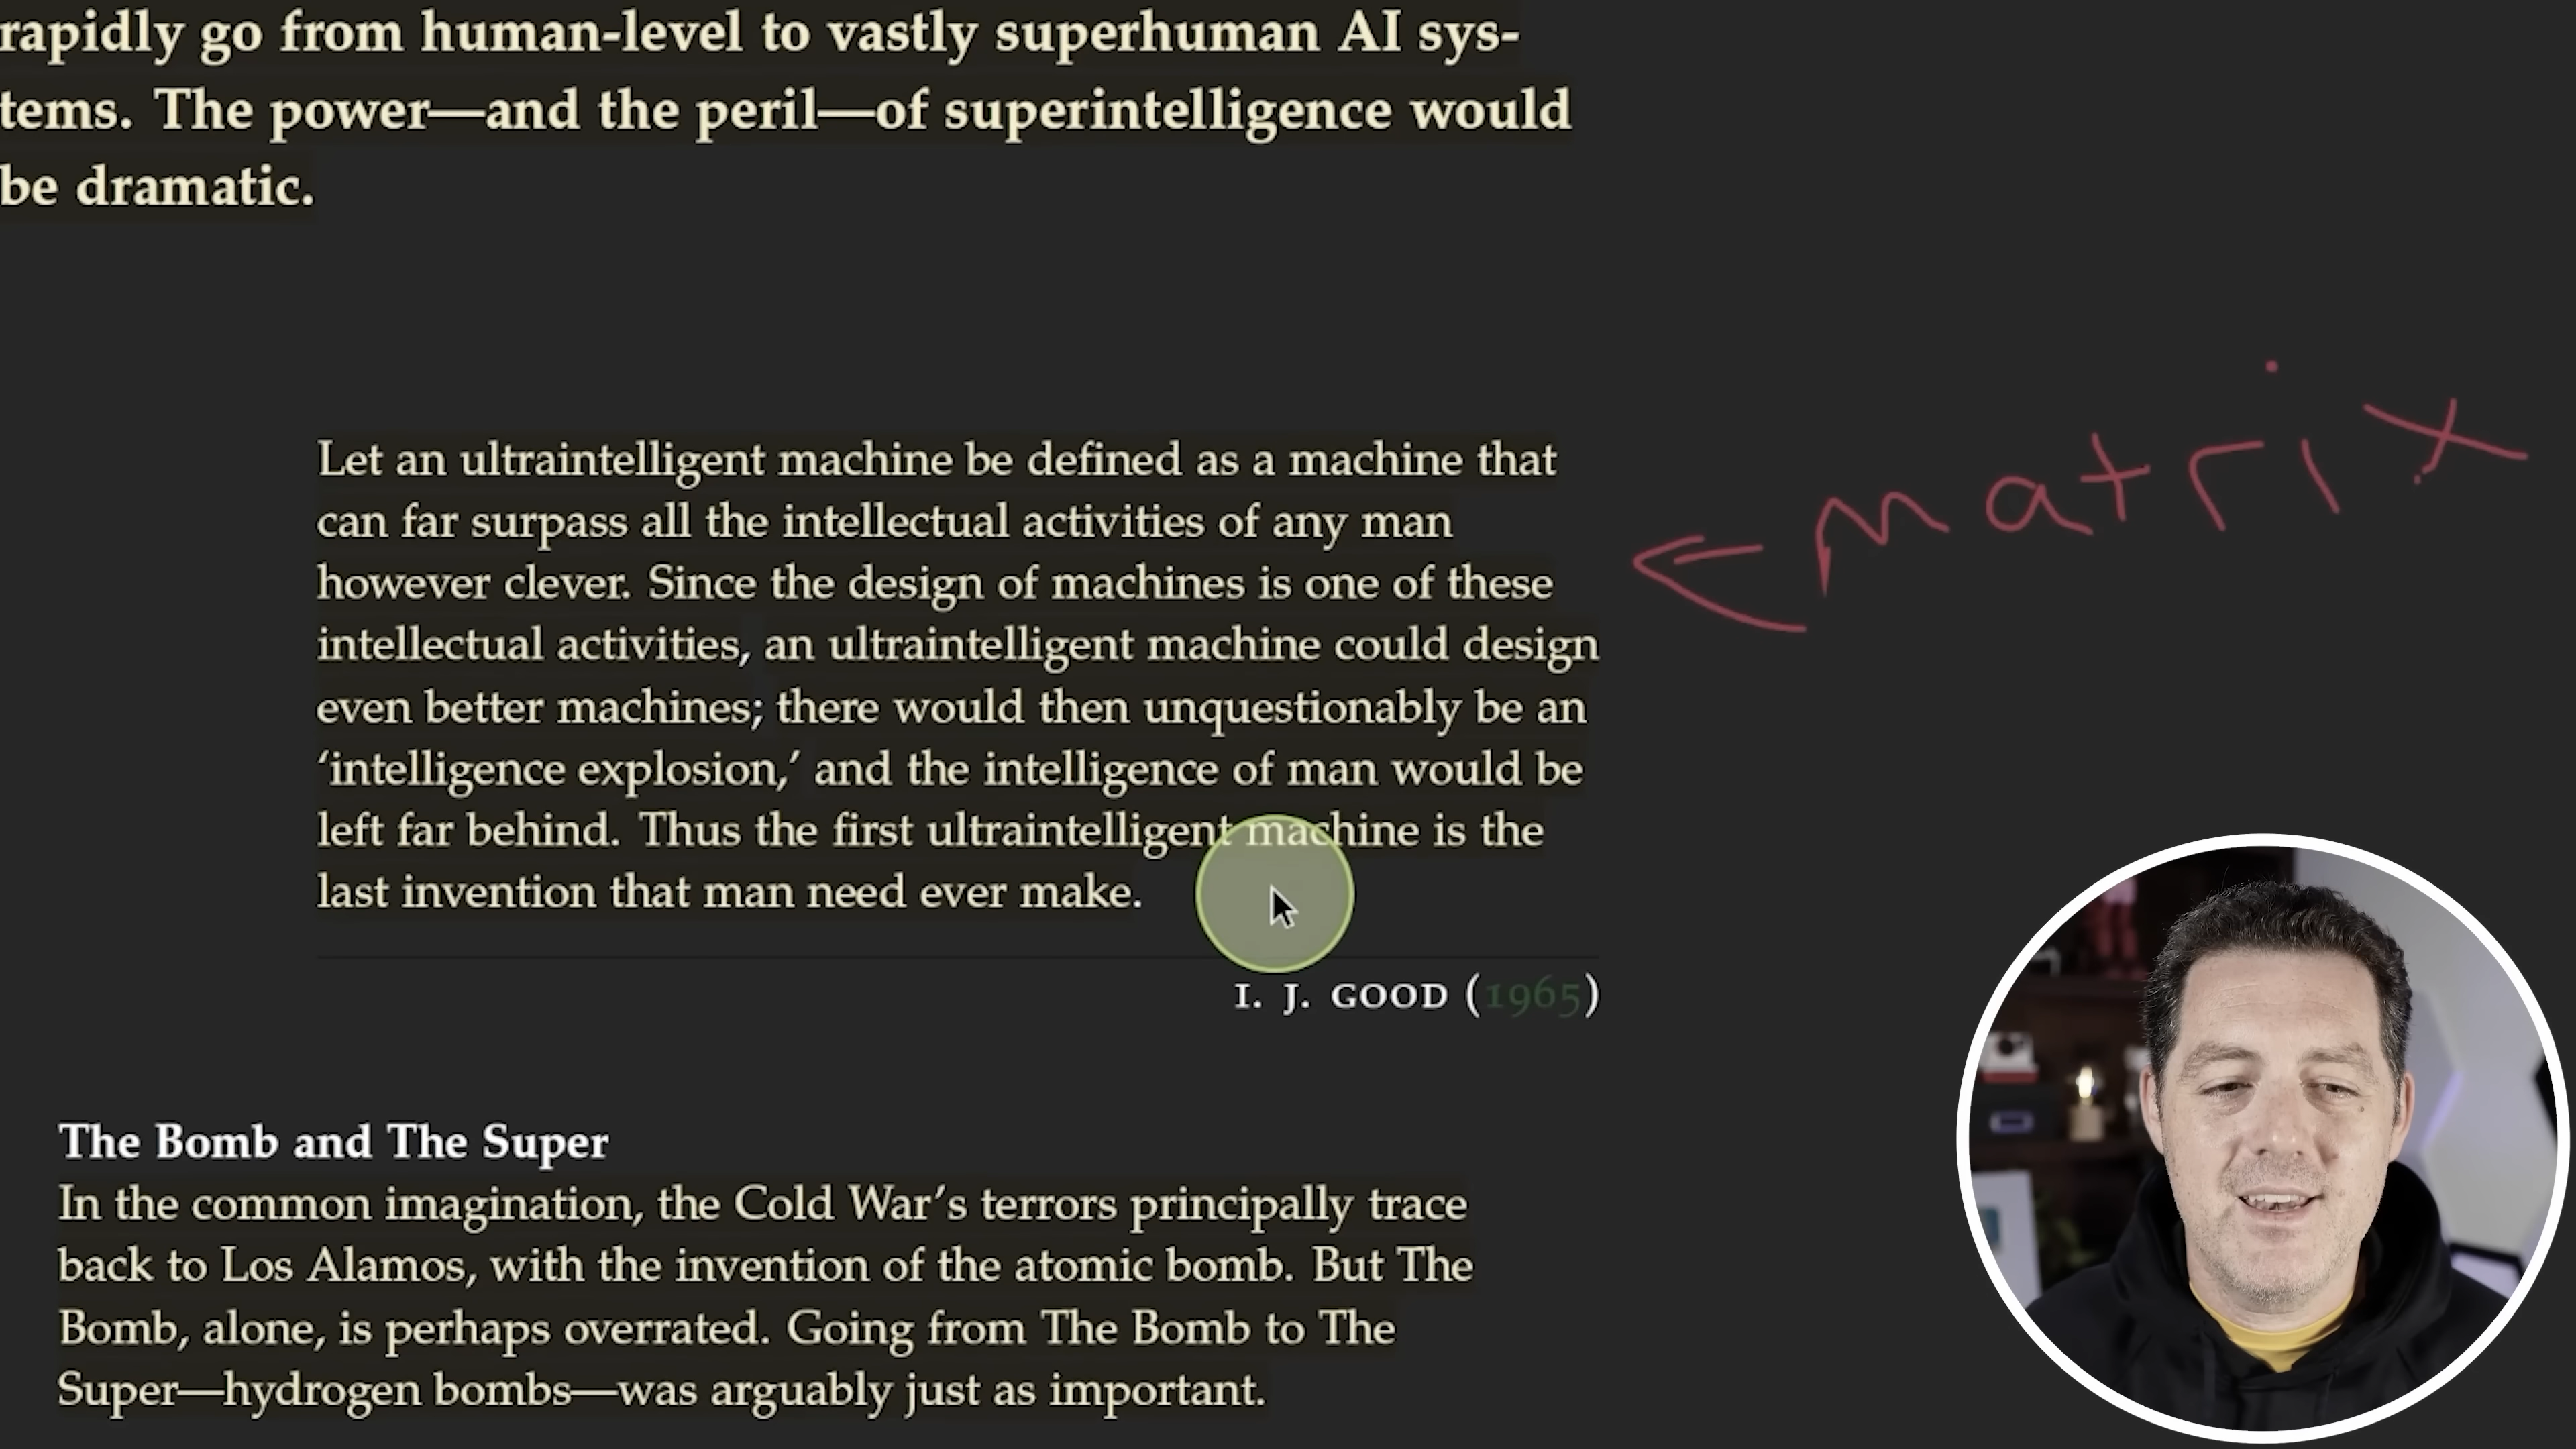 rapidly go from human-level to vastly superhuman AI sys-
tems. The power—and the peril—of superintelligence would
be dramatic.
Let an ultraintelligent machine be defined as a machine that
can far surpass all the intellectual activities of any man
however clever. Since the design of machines is one of these
intellectual activities, an ultraintelligent machine could design
even better machines; there would then unquestionably be an
‘intelligence explosion,’ and the intelligence of man would be
left far behind. Thus the first ultraintelligent machine is the
last invention that man need ever make.
matrix
I. J. GOOD (1965)
The Bomb and The Super
In the common imagination, the Cold War’s terrors principally trace
back to Los Alamos, with the invention of the atomic bomb. But The
Bomb, alone, is perhaps overrated. Going from The Bomb to The
Super—hydrogen bombs—was arguably just as important.